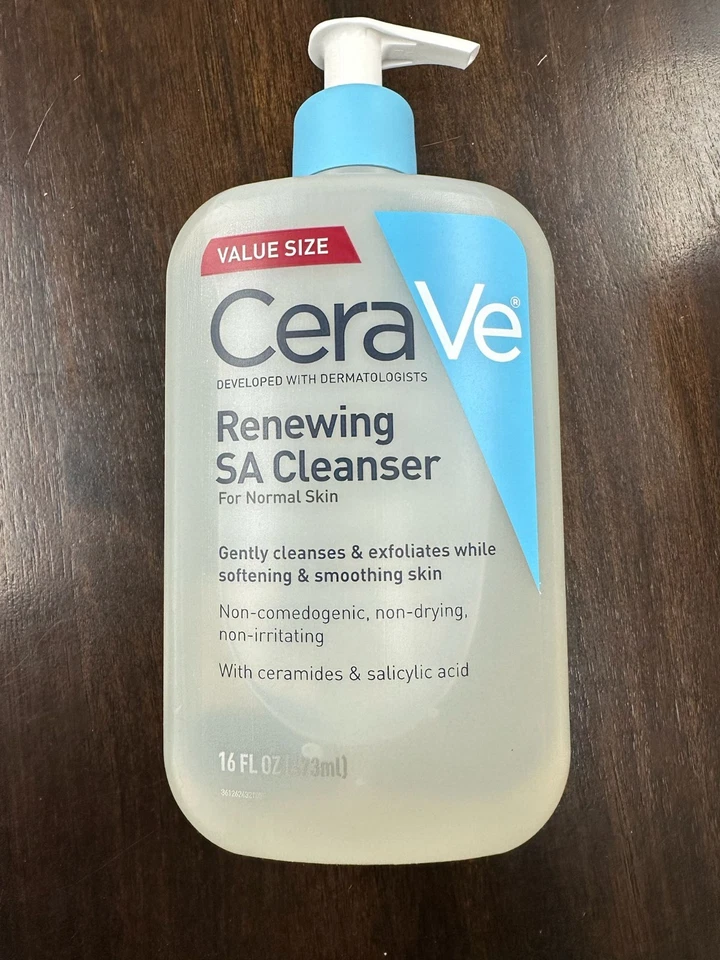 VALUE SIZE
CeraVe®
DEVELOPED WITH DERMATOLOGISTS
Renewing
SA Cleanser
For Normal Skin
Gently cleanses & exfoliates while
softening & smoothing skin
Non-comedogenic, non-drying,
non-irritating
With ceramides & salicylic acid
16 FL OZ (473ml)